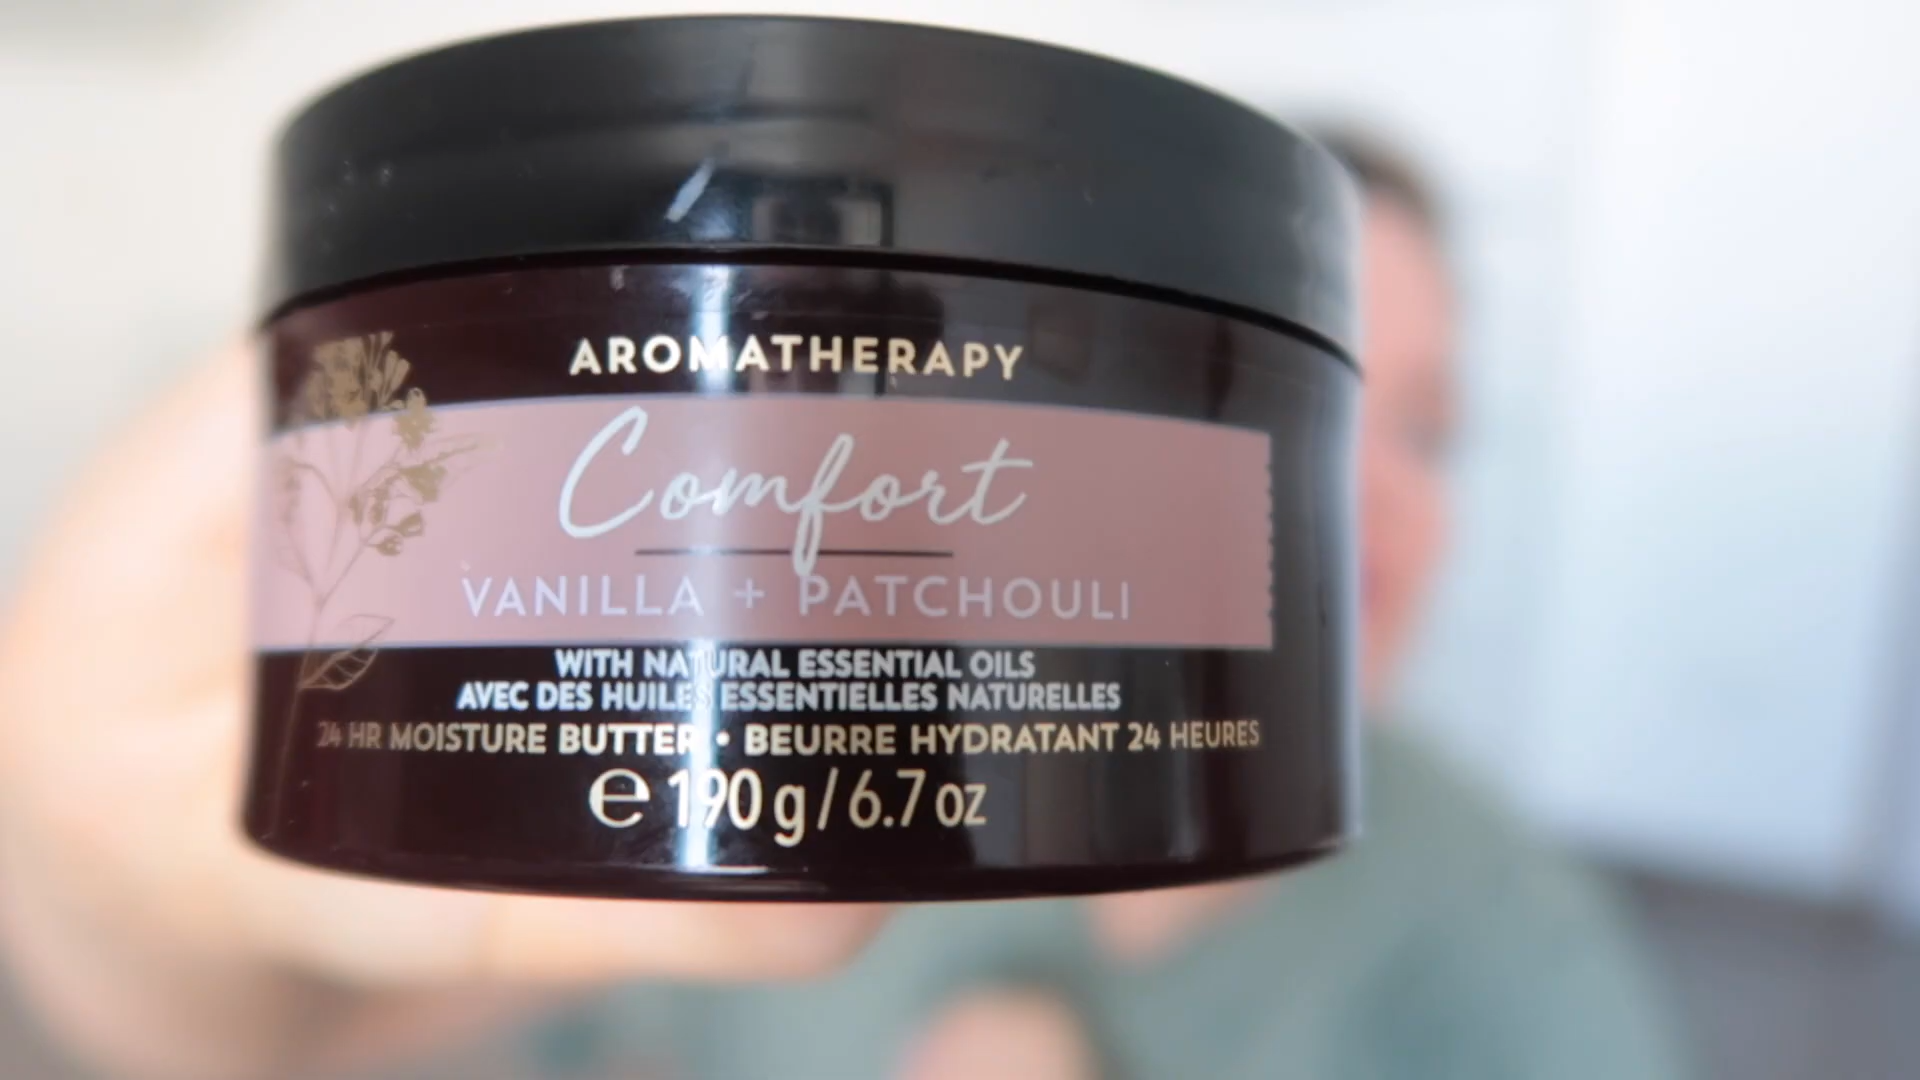 AROMATHERAPY
Comfort
VANILLA + PATCHOULI
WITH NATURAL ESSENTIAL OILS
AVEC DES HUILES ESSENTIELLES NATURELLES
24 HR MOISTURE BUTTER • BEURRE HYDRATANT 24 HEURES
℮ 190 g / 6.7 oz